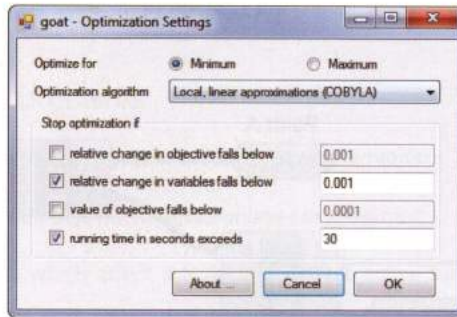 goat - Optimization Settings
Optimize for Minimum Maximum
Optimization algorithm Local, linear approximations (COBYLA)
Stop optimization if
relative change in objective falls below 0.001
relative change in variables falls below 0.001
value of objective falls below 0.0001
running time in seconds exceeds 30
About ... Cancel OK